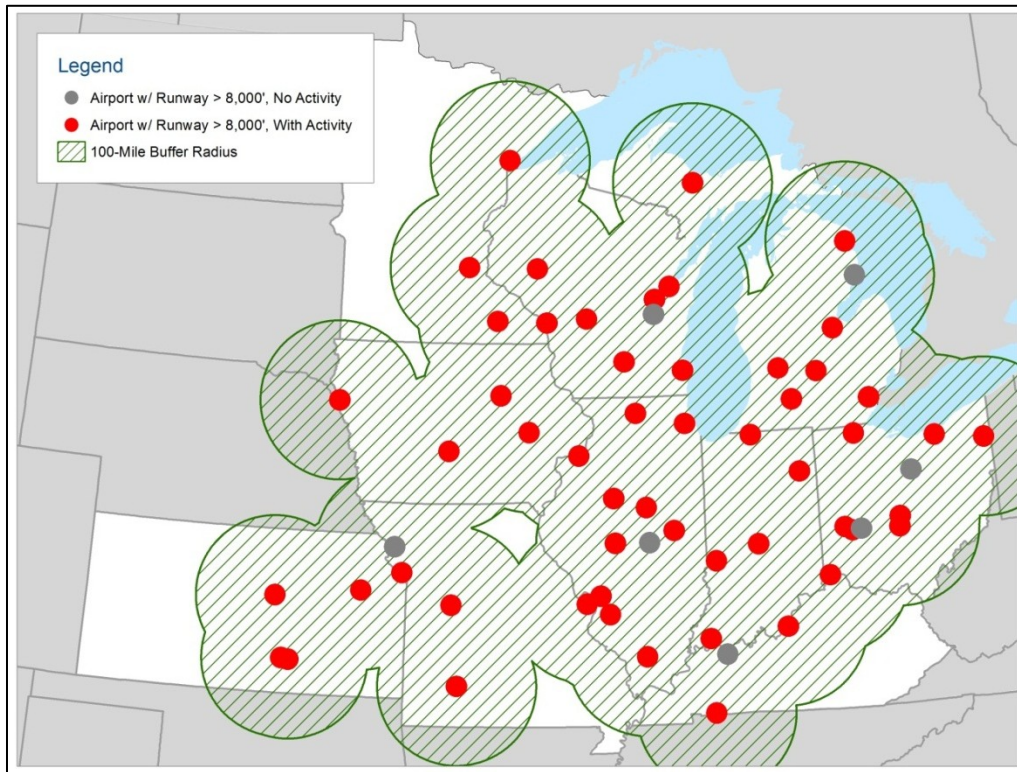 Legend
Airport w/ Runway > 8,000', No Activity
Airport w/ Runway > 8,000', With Activity
100-Mile Buffer Radius